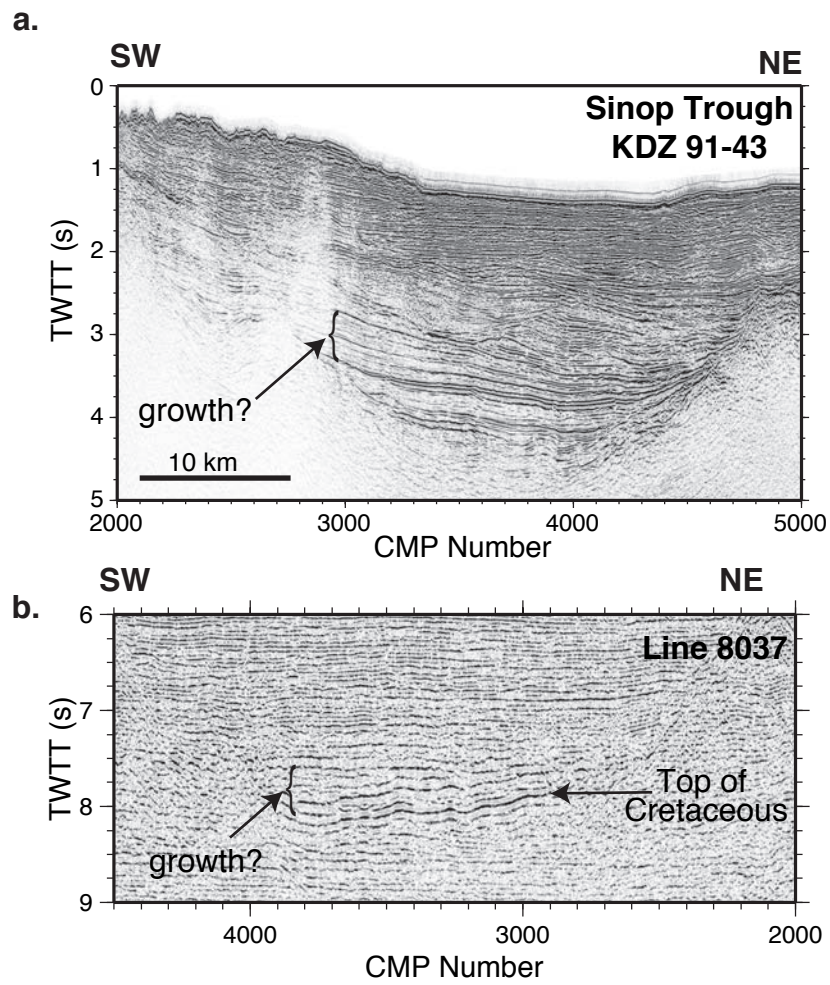 a.
SW
NE
Sinop Trough
KDZ 91-43
0
1
2
3
4
5
TWTT (s)
growth?
10 km
2000
3000
4000
5000
CMP Number
b.
SW
NE
Line 8037
6
7
8
9
TWTT (s)
Top of
Cretaceous
growth?
4000
3000
2000
CMP Number